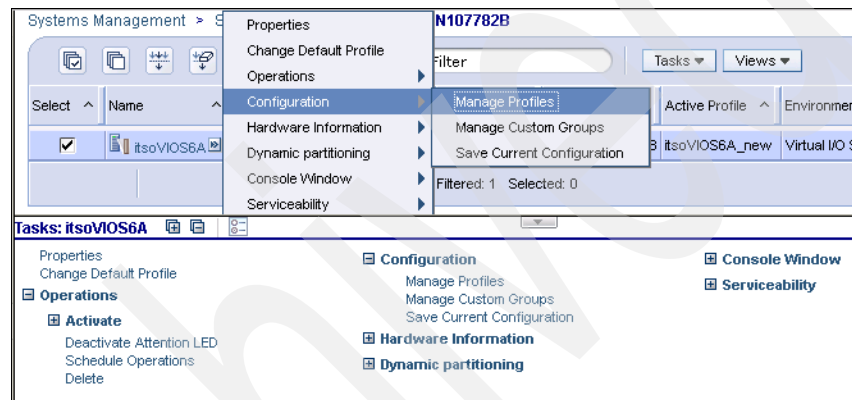 Systems Management > S
N107782B
Properties
Change Default Profile
Operations
Configuration
Hardware Information
Dynamic partitioning
Console Window
Serviceability
Manage Profiles
Manage Custom Groups
Save Current Configuration
Filter
Tasks
Views
Select ^ Name ^
Active Profile ^ Environmen
itsoVIOS6A
B itsoVIOS6A_new Virtual I/O S
Filtered: 1 Selected: 0
Tasks: itsoVIOS6A
Properties
Change Default Profile
Operations
Activate
Deactivate Attention LED
Schedule Operations
Delete
Configuration
Manage Profiles
Manage Custom Groups
Save Current Configuration
Hardware Information
Dynamic partitioning
Console Window
Serviceability